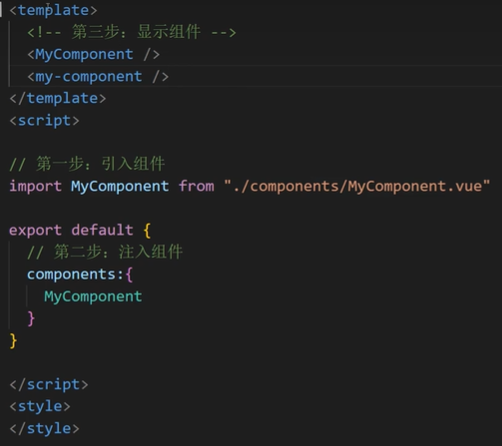 <template>
<!-- 第三步：显示组件 -->
<MyComponent />
<my-component />
</template>
<script>
// 第一步：引入组件
import MyComponent from "./components/MyComponent.vue"
export default {
// 第二步：注入组件
components:{
MyComponent
}
}
</script>
<style>
</style>